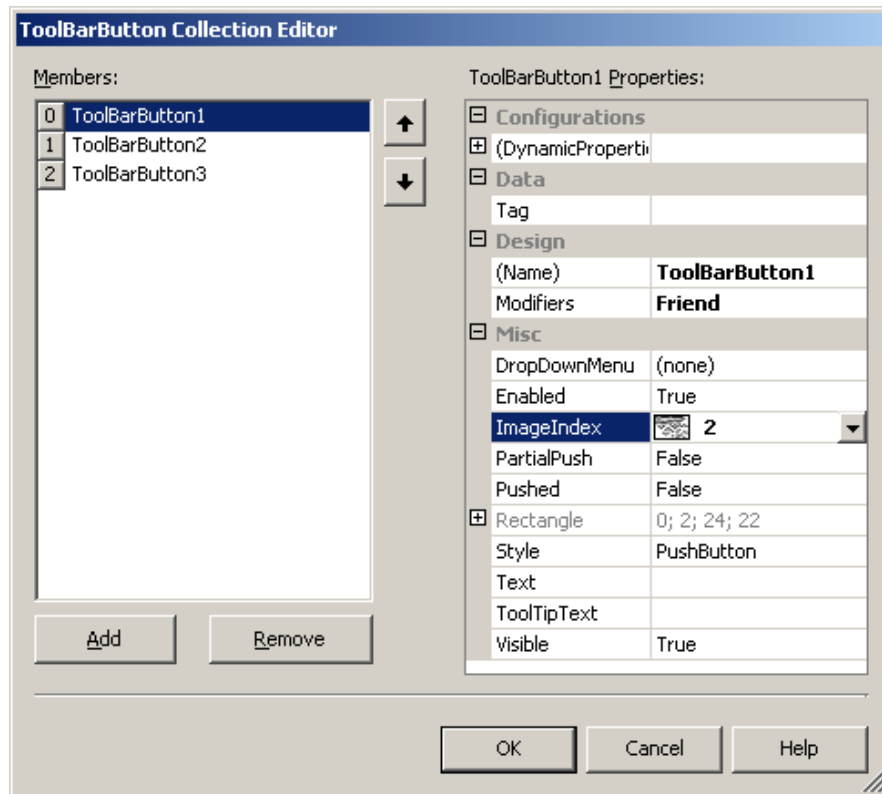 ToolBarButton Collection Editor
Members:
0 ToolBarButton1
1 ToolBarButton2
2 ToolBarButton3
Add
Remove
ToolBarButton1 Properties:
Configurations
(DynamicPropertie
Data
Tag
Design
(Name) ToolBarButton1
Modifiers Friend
Misc
DropDownMenu (none)
Enabled True
ImageIndex 2
PartialPush False
Pushed False
Rectangle 0; 2; 24; 22
Style PushButton
Text
ToolTipText
Visible True
OK
Cancel
Help